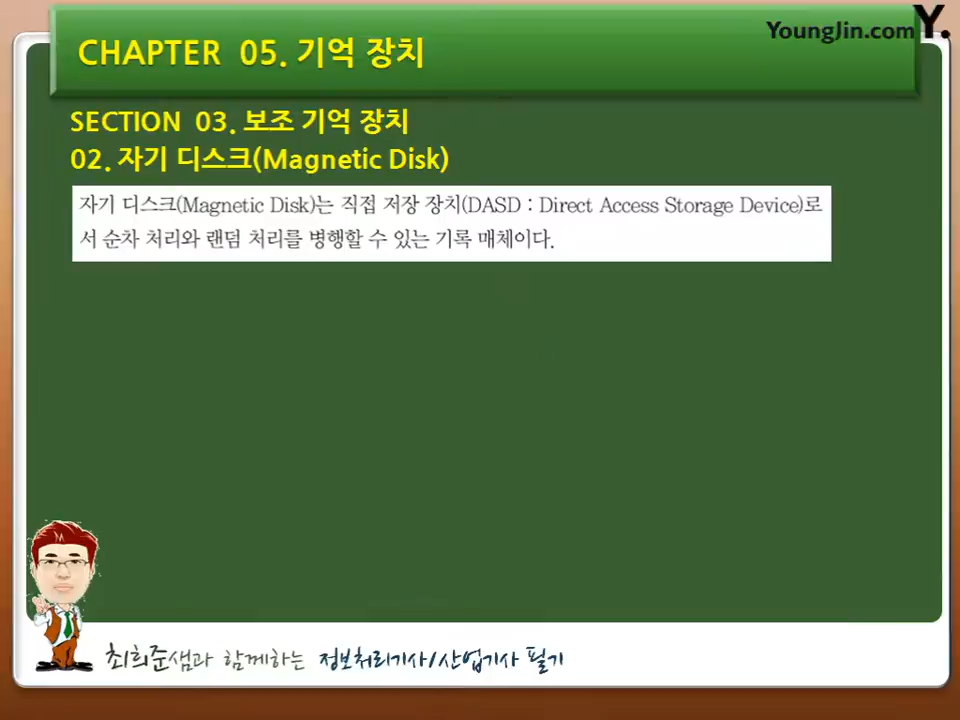 CHAPTER 05. 기억 장치
YoungJin.com Y.
SECTION 03. 보조 기억 장치
02. 자기 디스크(Magnetic Disk)
자기 디스크(Magnetic Disk)는 직접 저장 장치(DASD : Direct Access Storage Device)로
서 순차 처리와 랜덤 처리를 병행할 수 있는 기록 매체이다.
최희준샘과 함께하는 정보처리기사/산업기사 필기